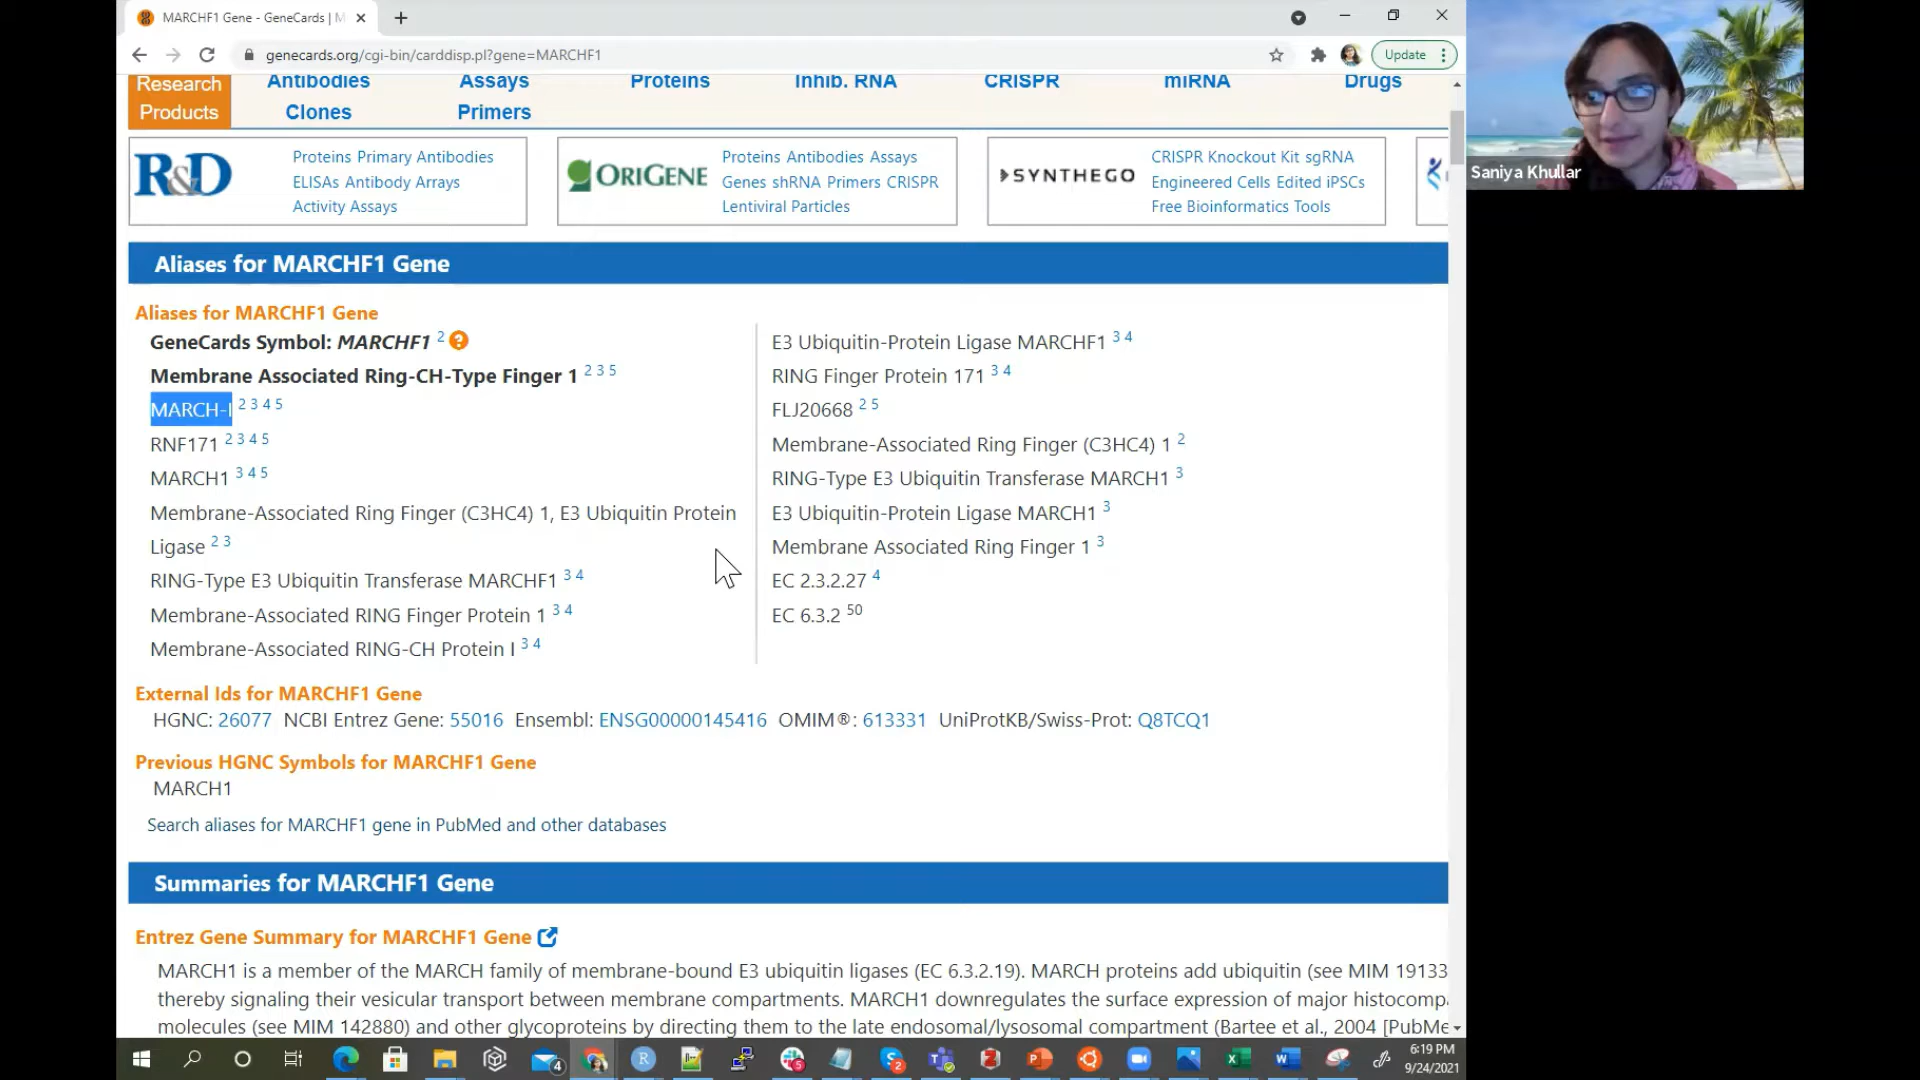 MARCHF1 Gene - GeneCards | M
genecards.org/cgi-bin/carddisp.pl?gene=MARCHF1
Update
Research
Products
Antibodies
Assays
Proteins
Inhib. RNA
CRISPR
miRNA
Drugs
Clones
Primers
R&D
Proteins Primary Antibodies
ELISAs Antibody Arrays
Activity Assays
ORIGENE
Proteins Antibodies Assays
Genes shRNA Primers CRISPR
Lentiviral Particles
SYNTHEGO
CRISPR Knockout Kit sgRNA
Engineered Cells Edited iPSCs
Free Bioinformatics Tools
Saniya Khullar
Aliases for MARCHF1 Gene
Aliases for MARCHF1 Gene
GeneCards Symbol: MARCHF1 2 ?
Membrane Associated Ring-CH-Type Finger 1 2 3 5
MARCH-I 2 3 4 5
RNF171 2 3 4 5
MARCH1 3 4 5
Membrane-Associated Ring Finger (C3HC4) 1, E3 Ubiquitin Protein
Ligase 2 3
RING-Type E3 Ubiquitin Transferase MARCHF1 3 4
Membrane-Associated RING Finger Protein 1 3 4
Membrane-Associated RING-CH Protein I 3 4
E3 Ubiquitin-Protein Ligase MARCHF1 3 4
RING Finger Protein 171 3 4
FLJ20668 2 5
Membrane-Associated Ring Finger (C3HC4) 1 2
RING-Type E3 Ubiquitin Transferase MARCH1 3
E3 Ubiquitin-Protein Ligase MARCH1 3
Membrane Associated Ring Finger 1 3
EC 2.3.2.27 4
EC 6.3.2 50
External Ids for MARCHF1 Gene
HGNC: 26077 NCBI Entrez Gene: 55016 Ensembl: ENSG00000145416 OMIM®: 613331 UniProtKB/Swiss-Prot: Q8TCQ1
Previous HGNC Symbols for MARCHF1 Gene
MARCH1
Search aliases for MARCHF1 gene in PubMed and other databases
Summaries for MARCHF1 Gene
Entrez Gene Summary for MARCHF1 Gene
MARCH1 is a member of the MARCH family of membrane-bound E3 ubiquitin ligases (EC 6.3.2.19). MARCH proteins add ubiquitin (see MIM 19133
thereby signaling their vesicular transport between membrane compartments. MARCH1 downregulates the surface expression of major histocomp
molecules (see MIM 142880) and other glycoproteins by directing them to the late endosomal/lysosomal compartment (Bartee et al., 2004 [PubMe
6:19 PM
9/24/2021